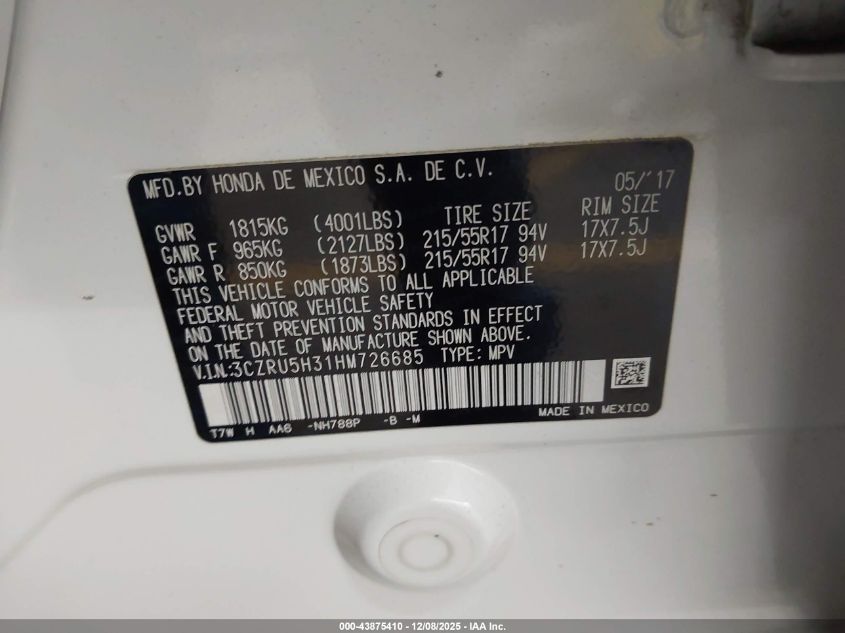 MFD.BY HONDA DE MEXICO S.A. DE C.V. 05/'17
TIRE SIZE RIM SIZE
GVWR 1815KG (4001LBS)
GAWR F 965KG (2127LBS) 215/55R17 94V 17X7.5J
GAWR R 850KG (1873LBS) 215/55R17 94V 17X7.5J
THIS VEHICLE CONFORMS TO ALL APPLICABLE
FEDERAL MOTOR VEHICLE SAFETY
AND THEFT PREVENTION STANDARDS IN EFFECT
ON THE DATE OF MANUFACTURE SHOWN ABOVE.
V.I.N:3CZRU5H31HM726685 TYPE: MPV
T7W H AA6 -NH788P -B -M MADE IN MEXICO
000-43875410 - 12/08/2025 - IAA Inc.